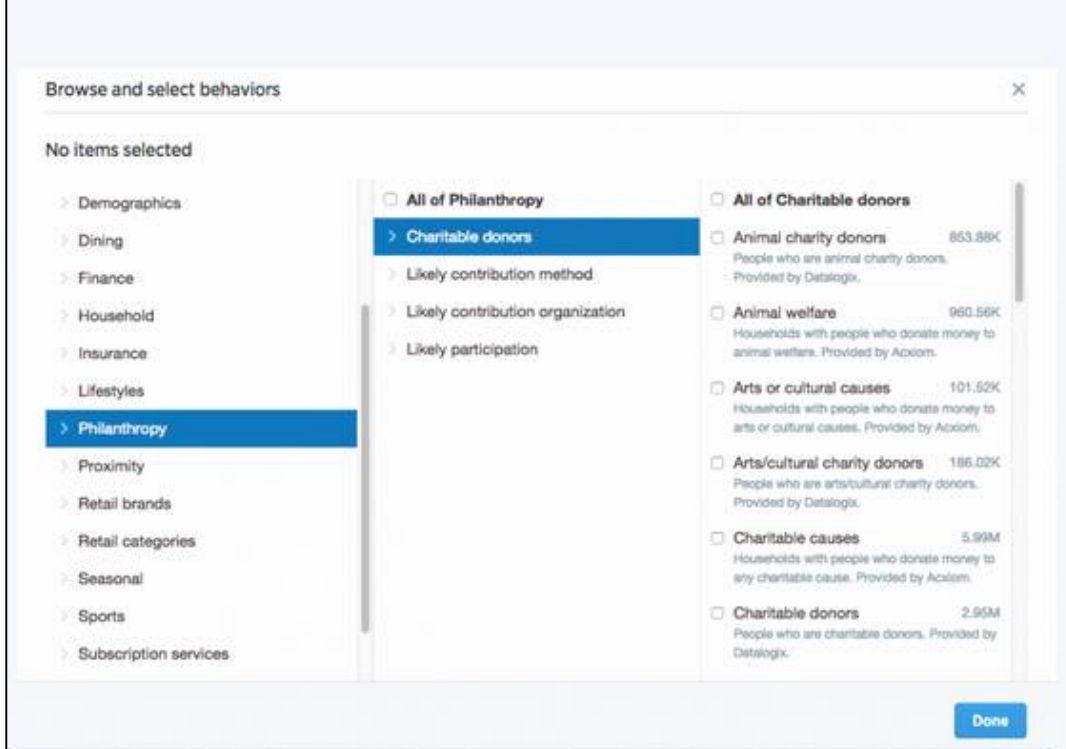 Browse and select behaviors
No items selected
Demographics
Dining
Finance
Household
Insurance
Lifestyles
Philanthropy
Proximity
Retail brands
Retail categories
Seasonal
Sports
Subscription services
All of Philanthropy
Charitable donors
Likely contribution method
Likely contribution organization
Likely participation
All of Charitable donors
Animal charity donors 853.88K
People who are animal charity donors.
Provided by Datalogix.
Animal welfare 960.56K
Households with people who donate money to
animal welfare. Provided by Acxiom.
Arts or cultural causes 101.52K
Households with people who donate money to
arts or cultural causes. Provided by Acxiom.
Arts/cultural charity donors 186.02K
People who are arts/cultural charity donors.
Provided by Datalogix.
Charitable causes 5.99M
Households with people who donate money to
any charitable cause. Provided by Acxiom.
Charitable donors 2.95M
People who are charitable donors. Provided by
Datalogix.
Done